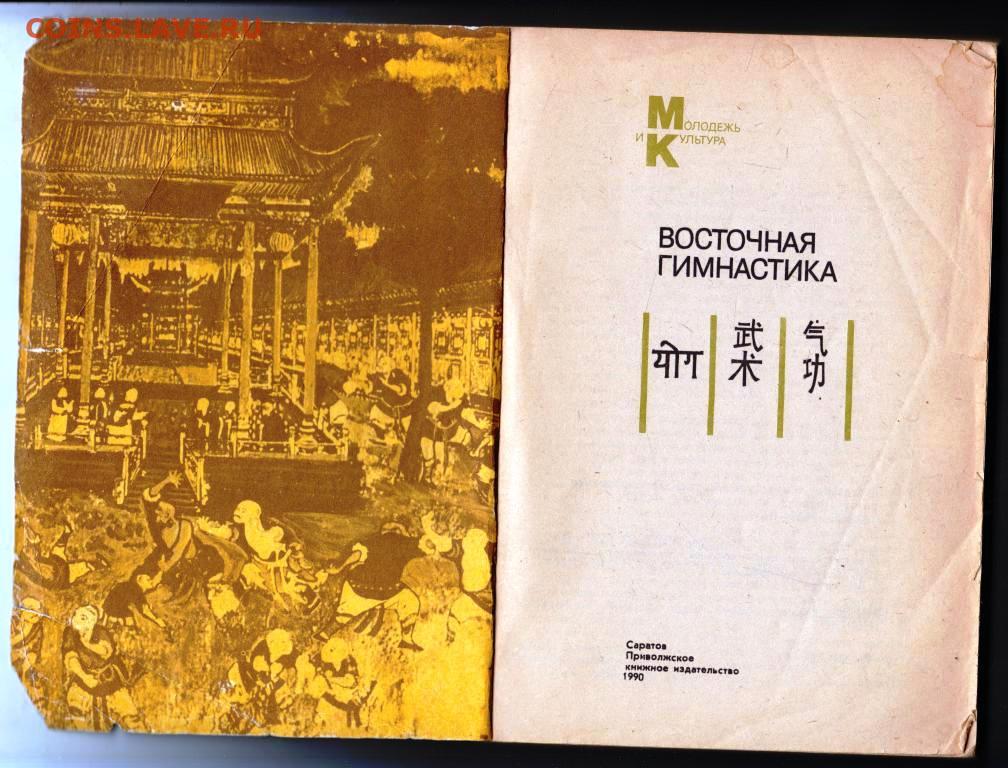 COINS.LAVE.RU
МОЛОДЕЖЬ
И КУЛЬТУРА
ВОСТОЧНАЯ
ГИМНАСТИКА
योग
武术
气功
Саратов
Приволжское
книжное издательство
1990